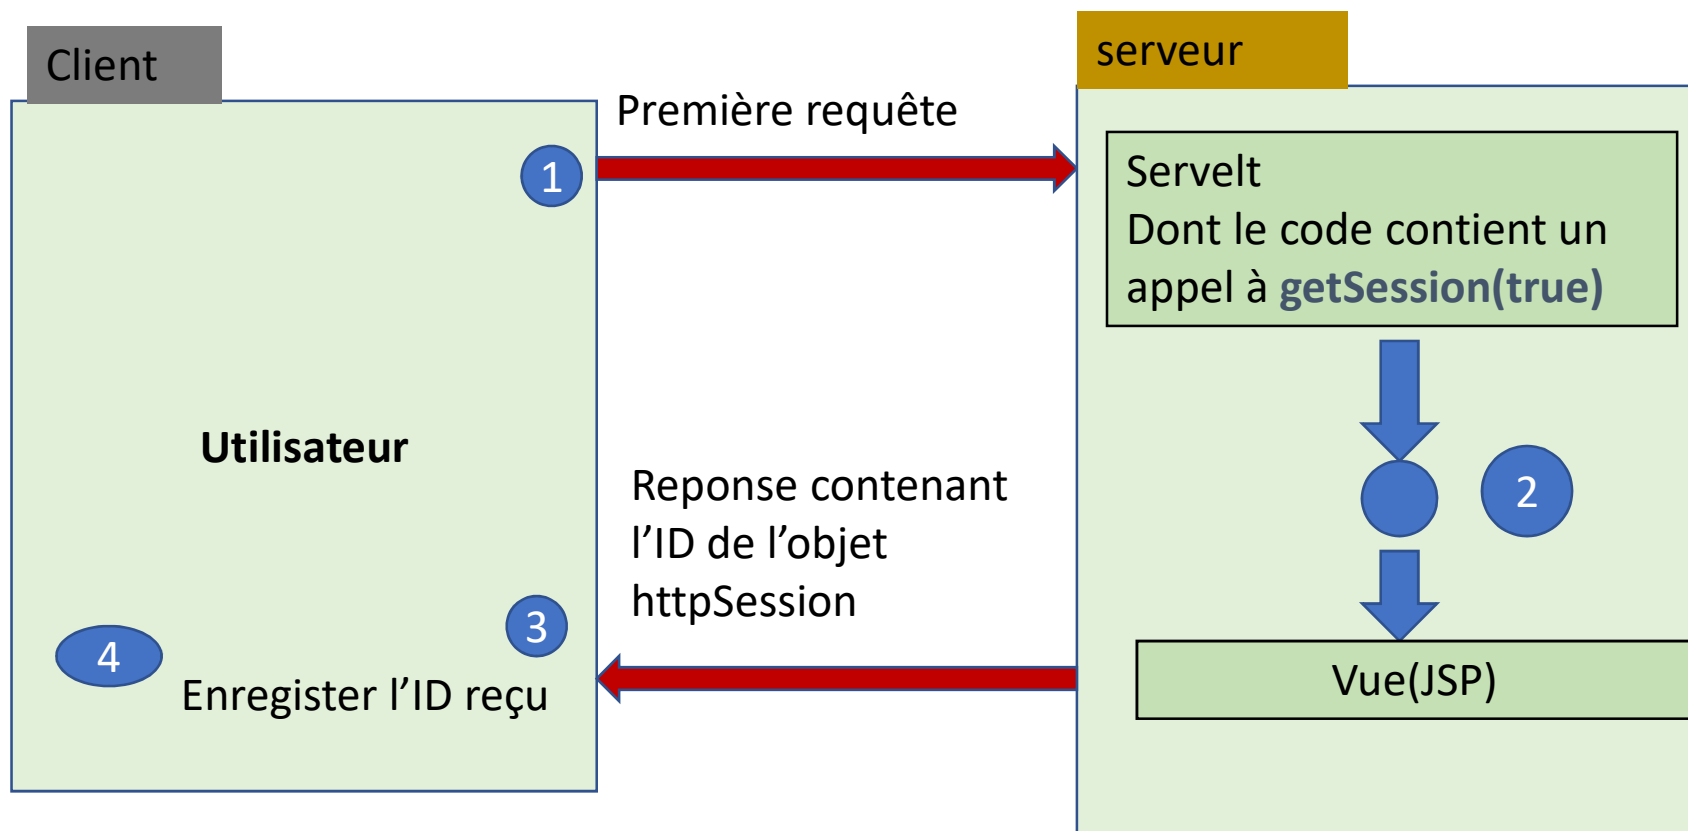 Client
serveur
Première requête
1
Servelt
Dont le code contient un
appel à getSession(true)
Utilisateur
2
Reponse contenant
l’ID de l’objet
httpSession
3
4
Enregister l’ID reçu
Vue(JSP)